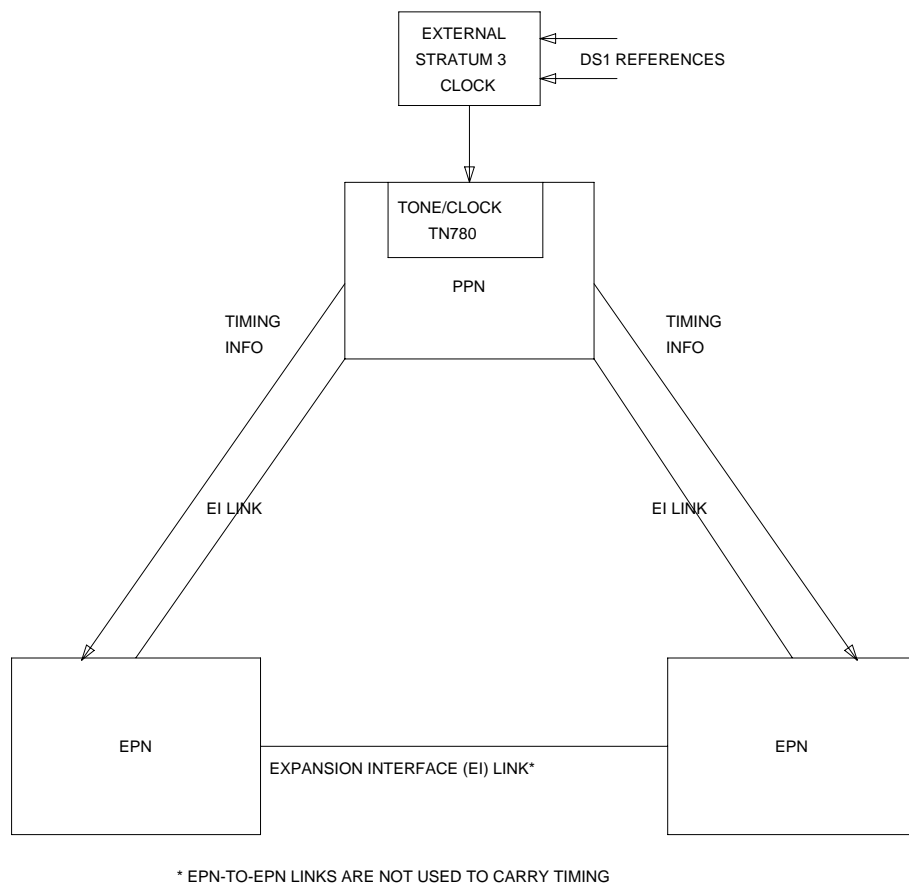 EXTERNAL
STRATUM 3
CLOCK
DS1 REFERENCES
TONE/CLOCK
TN780
PPN
TIMING
INFO
TIMING
INFO
EI LINK
EI LINK
EPN
EPN
EXPANSION INTERFACE (EI) LINK*
* EPN-TO-EPN LINKS ARE NOT USED TO CARRY TIMING